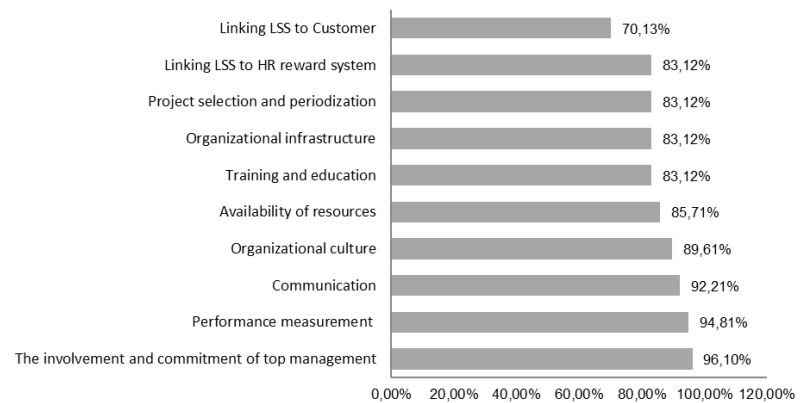 Linking LSS to Customer 70,13%
Linking LSS to HR reward system 83,12%
Project selection and periodization 83,12%
Organizational infrastructure 83,12%
Training and education 83,12%
Availability of resources 85,71%
Organizational culture 89,61%
Communication 92,21%
Performance measurement 94,81%
The involvement and commitment of top management 96,10%
0,00% 20,00% 40,00% 60,00% 80,00% 100,00% 120,00%